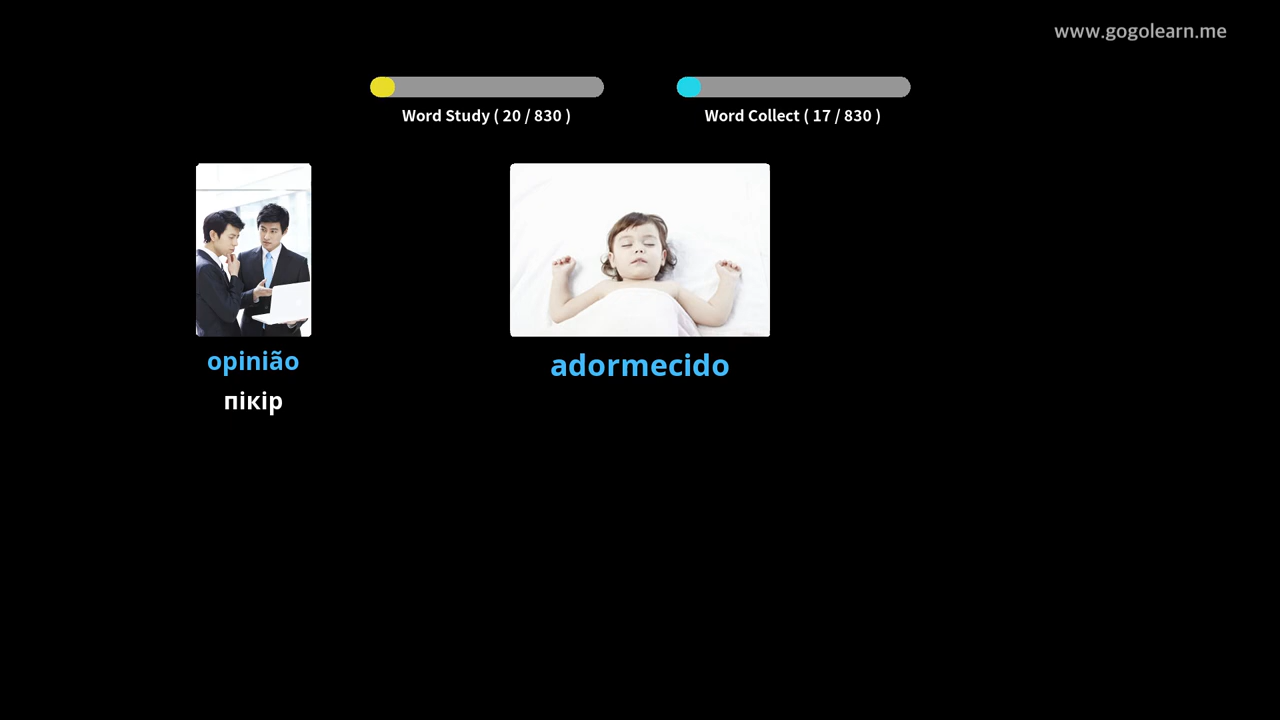 www.gogolearn.me
Word Study ( 20 / 830 )
Word Collect ( 17 / 830 )
opinião
пікір
adormecido